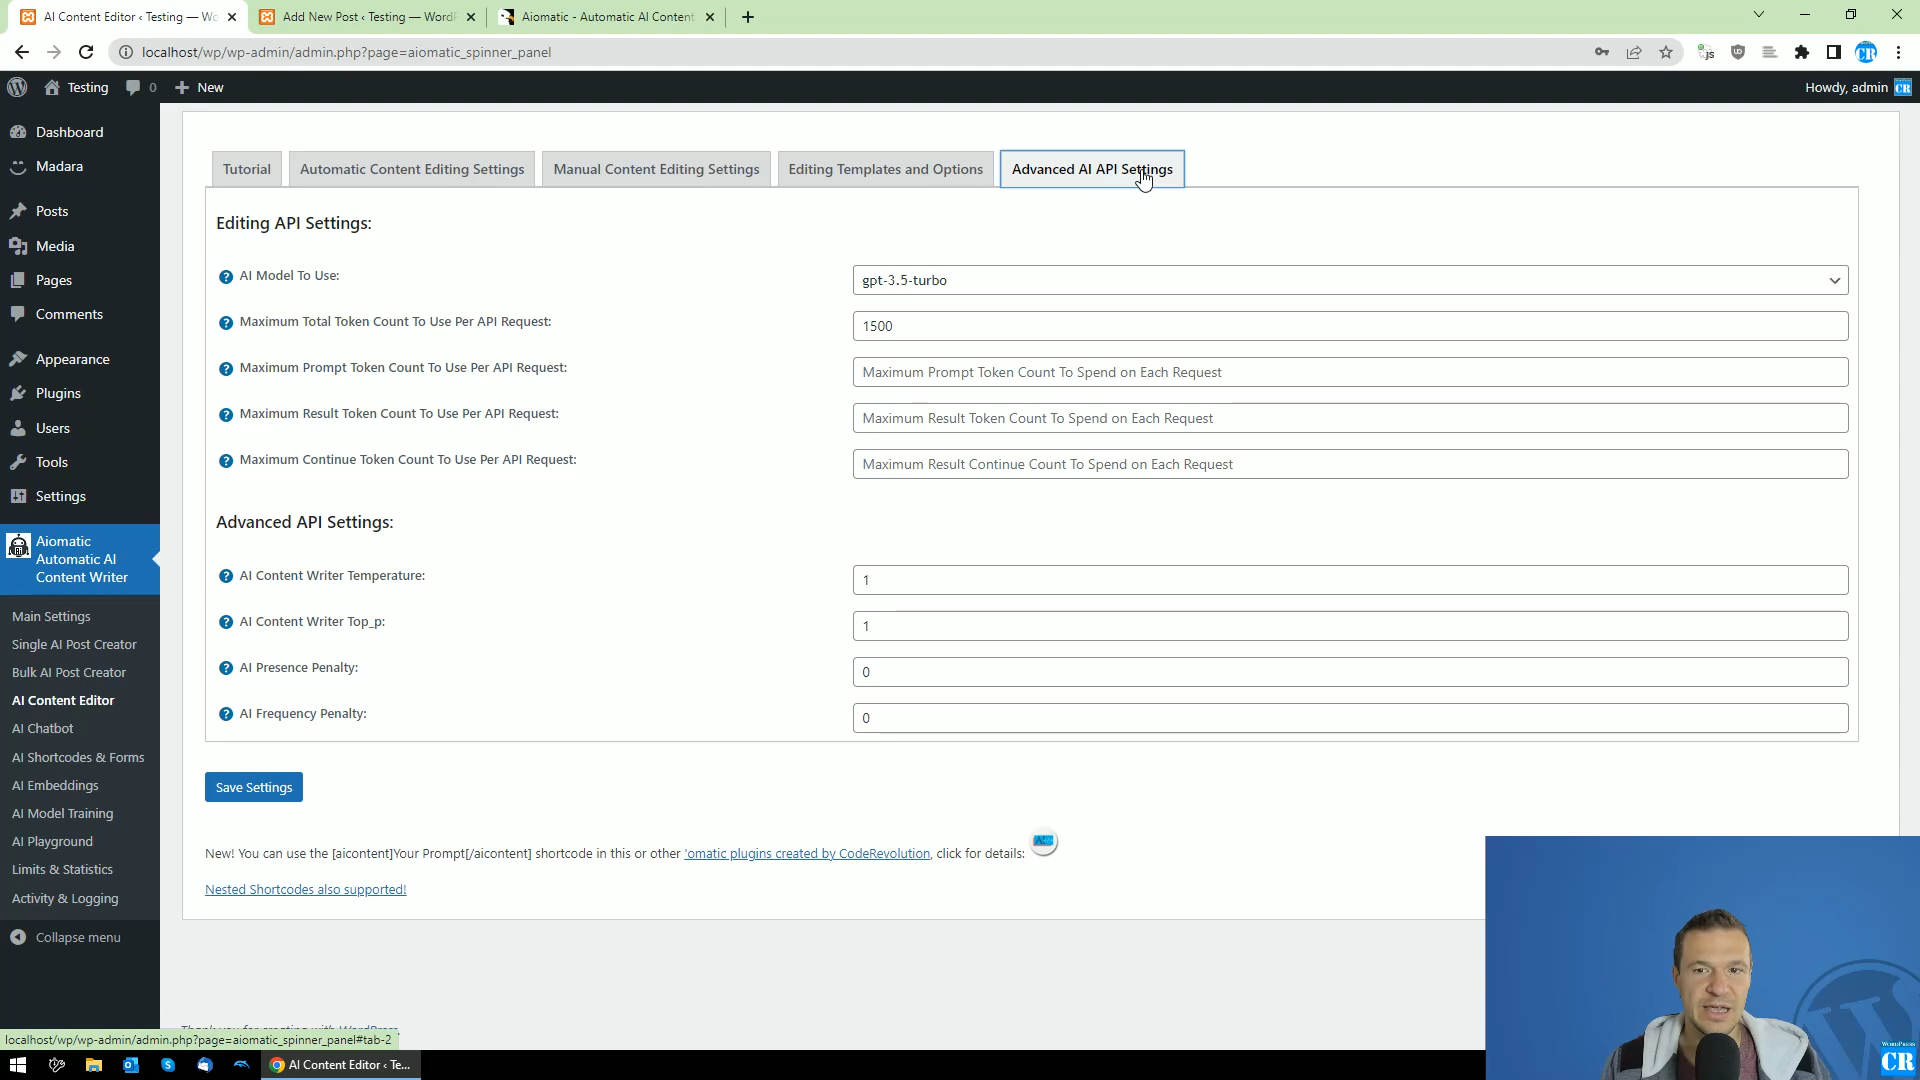 AI Content Editor ‹ Testing — Wo
Add New Post ‹ Testing — WordP
Aiomatic - Automatic AI Content
localhost/wp/wp-admin/admin.php?page=aiomatic_spinner_panel
Testing
0
New
Howdy, admin
CR
Dashboard
Madara
Posts
Media
Pages
Comments
Appearance
Plugins
Users
Tools
Settings
Aiomatic
Automatic AI
Content Writer
Main Settings
Single AI Post Creator
Bulk AI Post Creator
AI Content Editor
AI Chatbot
AI Shortcodes & Forms
AI Embeddings
AI Model Training
AI Playground
Limits & Statistics
Activity & Logging
Collapse menu
Tutorial
Automatic Content Editing Settings
Manual Content Editing Settings
Editing Templates and Options
Advanced AI API Settings
Editing API Settings:
AI Model To Use:
gpt-3.5-turbo
Maximum Total Token Count To Use Per API Request:
1500
Maximum Prompt Token Count To Use Per API Request:
Maximum Prompt Token Count To Spend on Each Request
Maximum Result Token Count To Use Per API Request:
Maximum Result Token Count To Spend on Each Request
Maximum Continue Token Count To Use Per API Request:
Maximum Result Continue Count To Spend on Each Request
Advanced API Settings:
AI Content Writer Temperature:
1
AI Content Writer Top_p:
1
AI Presence Penalty:
0
AI Frequency Penalty:
0
Save Settings
New! You can use the [aicontent]Your Prompt[/aicontent] shortcode in this or other 'omatic plugins created by CodeRevolution, click for details:
Nested Shortcodes also supported!
Thank you for creating with WordPress.
localhost/wp/wp-admin/admin.php?page=aiomatic_spinner_panel#tab-2
AI Content Editor ‹ Te...
WORDPRESS
CR